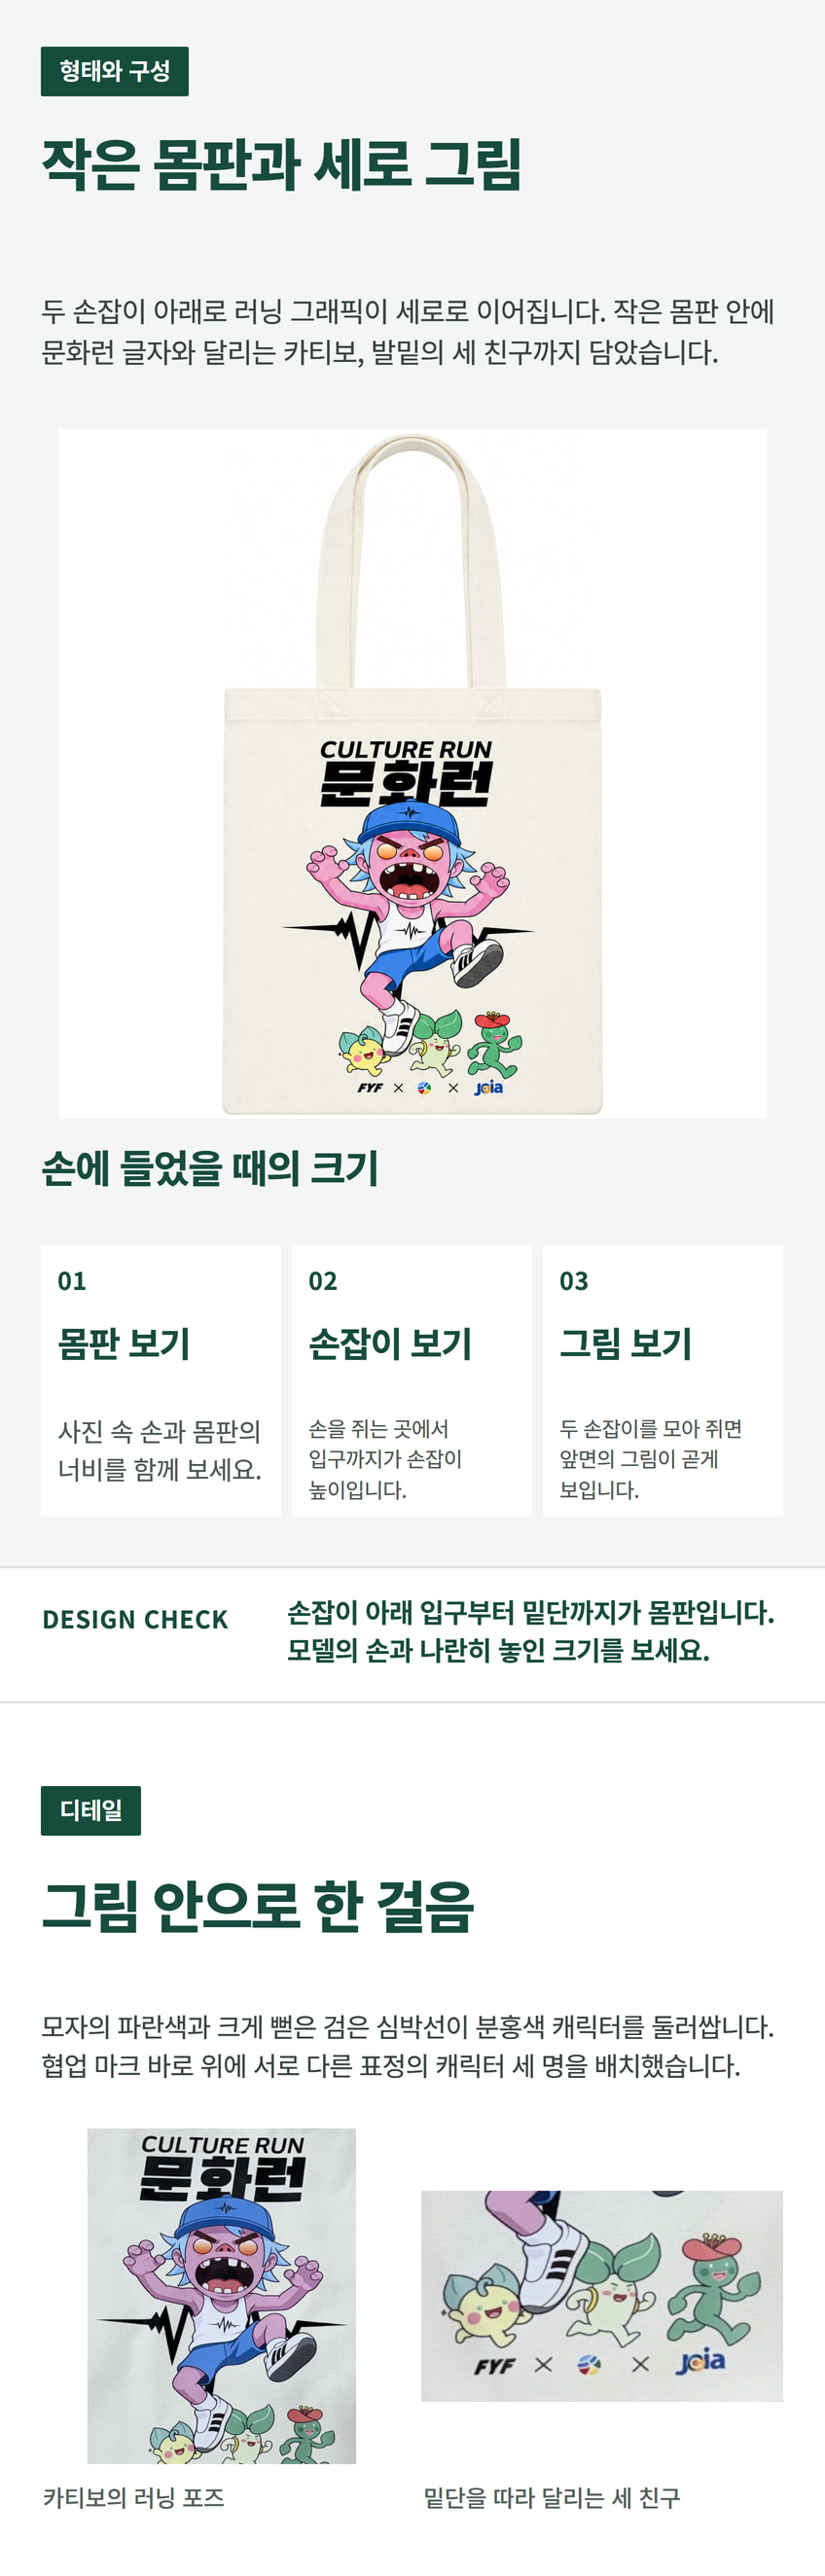 형태와 구성
작은 몸판과 세로 그림
두 손잡이 아래로 러닝 그래픽이 세로로 이어집니다. 작은 몸판 안에
문화런 글자와 달리는 카티보, 발밑의 세 친구까지 담았습니다.
CULTURE RUN
문화런
FYF × × Joia
손에 들었을 때의 크기
01
몸판 보기
사진 속 손과 몸판의
너비를 함께 보세요.
02
손잡이 보기
손을 쥐는 곳에서
입구까지가 손잡이
높이입니다.
03
그림 보기
두 손잡이를 모아 쥐면
앞면의 그림이 곧게
보입니다.
DESIGN CHECK
손잡이 아래 입구부터 밑단까지가 몸판입니다.
모델의 손과 나란히 놓인 크기를 보세요.
디테일
그림 안으로 한 걸음
모자의 파란색과 크게 뻗은 검은 심박선이 분홍색 캐릭터를 둘러쌉니다.
협업 마크 바로 위에 서로 다른 표정의 캐릭터 세 명을 배치했습니다.
CULTURE RUN
문화런
FYF × × Joia
카티보의 러닝 포즈
밑단을 따라 달리는 세 친구